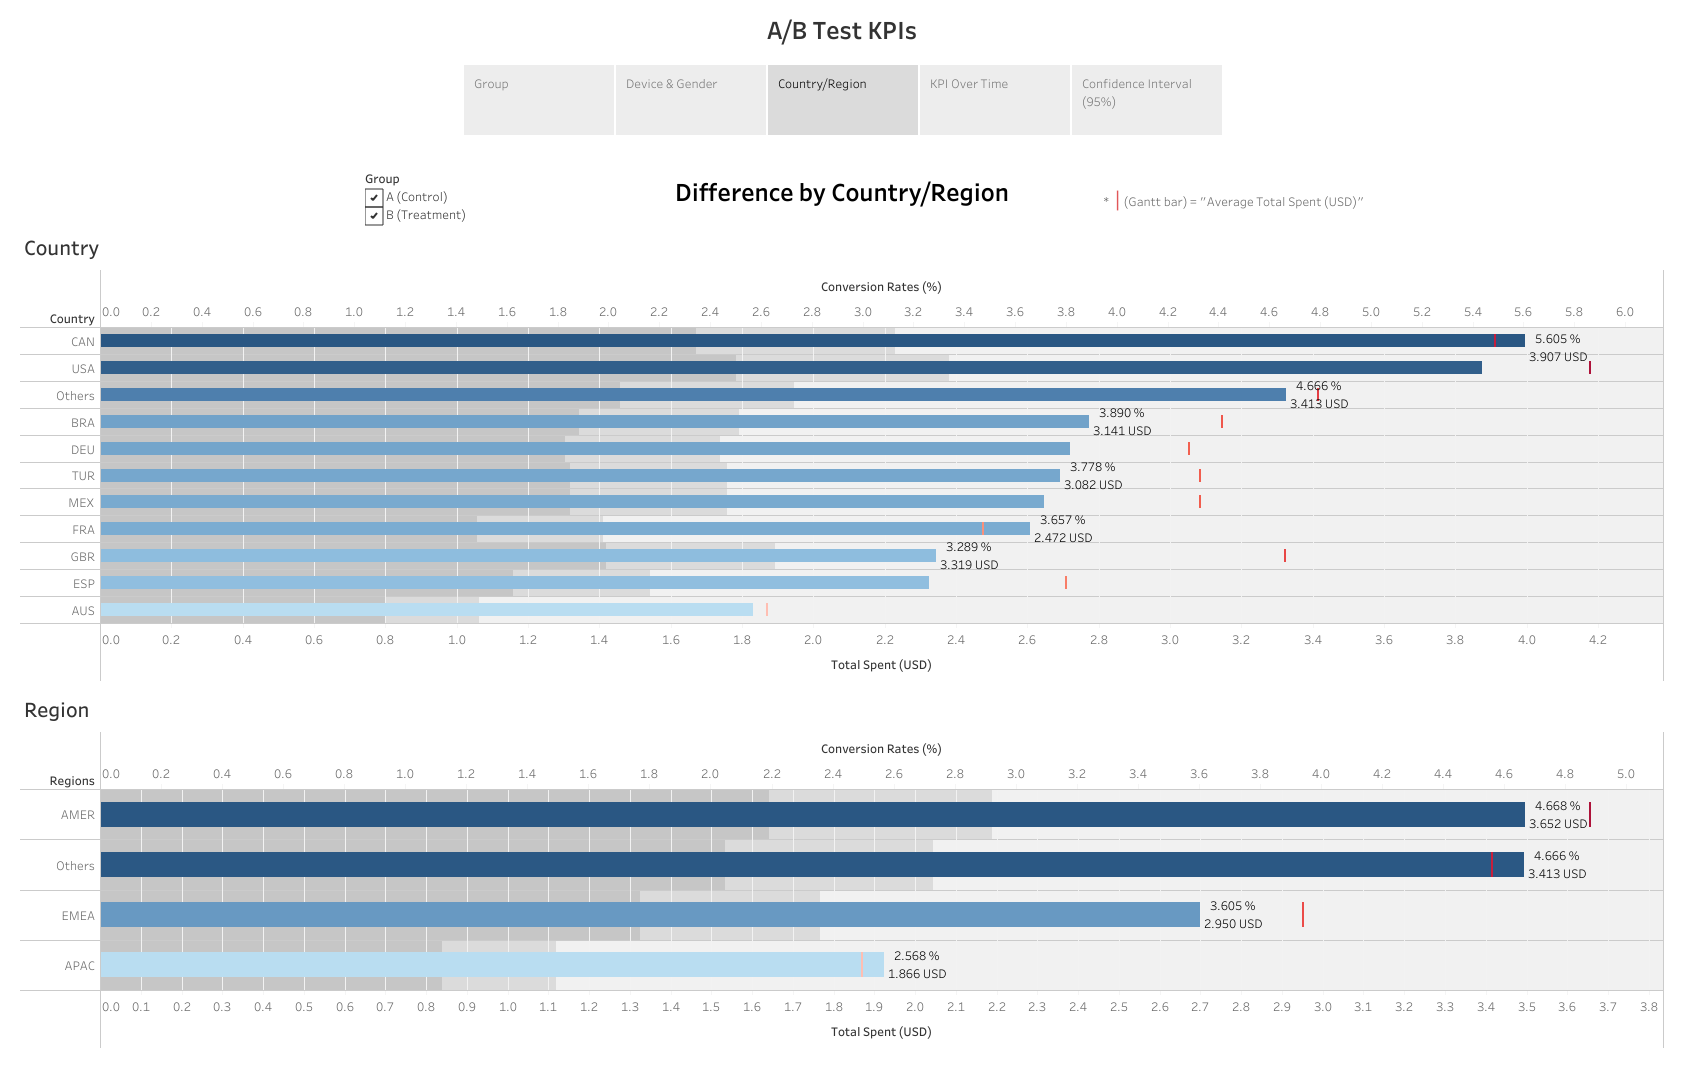 A/B Test KPIs
Group
Device & Gender
Country/Region
KPI Over Time
Confidence Interval
(95%)
Group
A (Control)
B (Treatment)
Difference by Country/Region
* | (Gantt bar) = "Average Total Spent (USD)"
Country
Conversion Rates (%)
Country
0.0 0.2 0.4 0.6 0.8 1.0 1.2 1.4 1.6 1.8 2.0 2.2 2.4 2.6 2.8 3.0 3.2 3.4 3.6 3.8 4.0 4.2 4.4 4.6 4.8 5.0 5.2 5.4 5.6 5.8 6.0
CAN
5.605 %
3.907 USD
USA
Others
4.666 %
3.413 USD
BRA
3.890 %
3.141 USD
DEU
TUR
3.778 %
3.082 USD
MEX
FRA
3.657 %
2.472 USD
GBR
3.289 %
3.319 USD
ESP
AUS
0.0 0.2 0.4 0.6 0.8 1.0 1.2 1.4 1.6 1.8 2.0 2.2 2.4 2.6 2.8 3.0 3.2 3.4 3.6 3.8 4.0 4.2
Total Spent (USD)
Region
Conversion Rates (%)
Regions
0.0 0.2 0.4 0.6 0.8 1.0 1.2 1.4 1.6 1.8 2.0 2.2 2.4 2.6 2.8 3.0 3.2 3.4 3.6 3.8 4.0 4.2 4.4 4.6 4.8 5.0
AMER
4.668 %
3.652 USD
Others
4.666 %
3.413 USD
EMEA
3.605 %
2.950 USD
APAC
2.568 %
1.866 USD
0.0 0.1 0.2 0.3 0.4 0.5 0.6 0.7 0.8 0.9 1.0 1.1 1.2 1.3 1.4 1.5 1.6 1.7 1.8 1.9 2.0 2.1 2.2 2.3 2.4 2.5 2.6 2.7 2.8 2.9 3.0 3.1 3.2 3.3 3.4 3.5 3.6 3.7 3.8
Total Spent (USD)